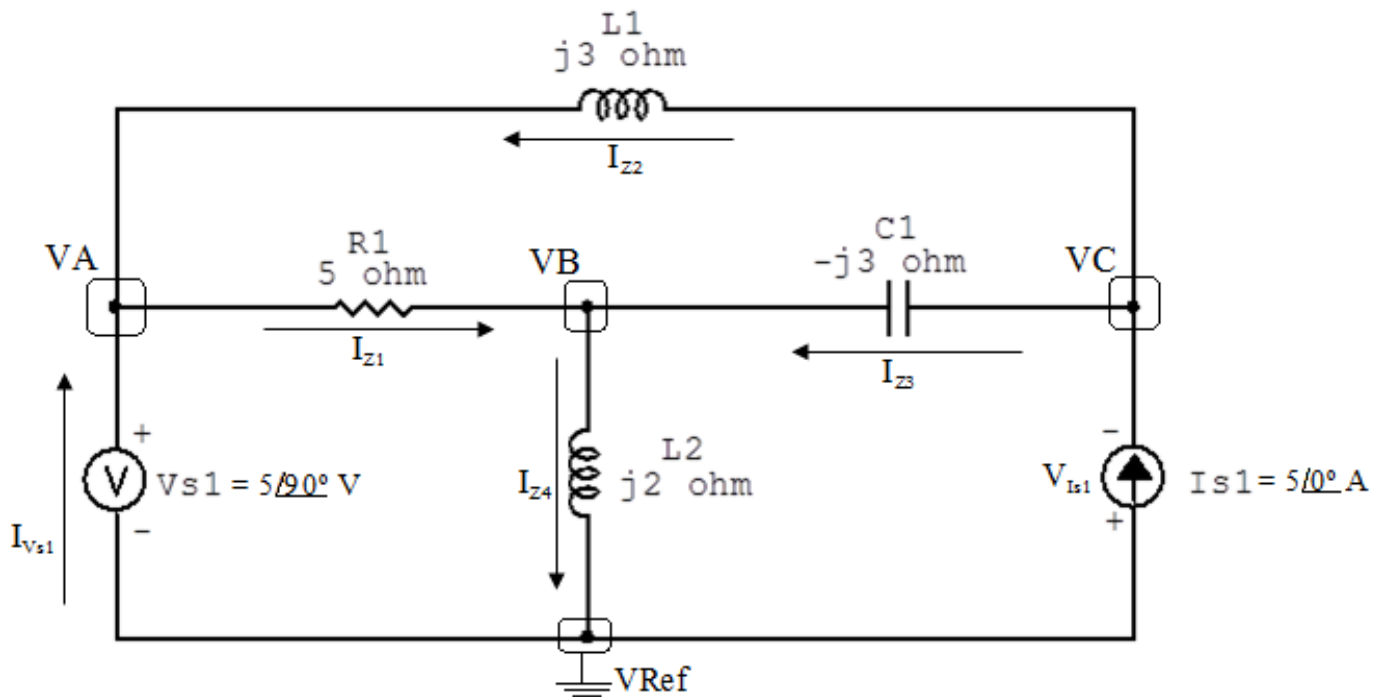 L1
j3 ohm
I_Z2
VA
R1
5 ohm
VB
C1
-j3 ohm
VC
I_Z1
I_Z3
+
Vs1 = 5/90º V
-
I_Vs1
I_Z4
L2
j2 ohm
-
V_Is1
+
Is1 = 5/0º A
V
VRef